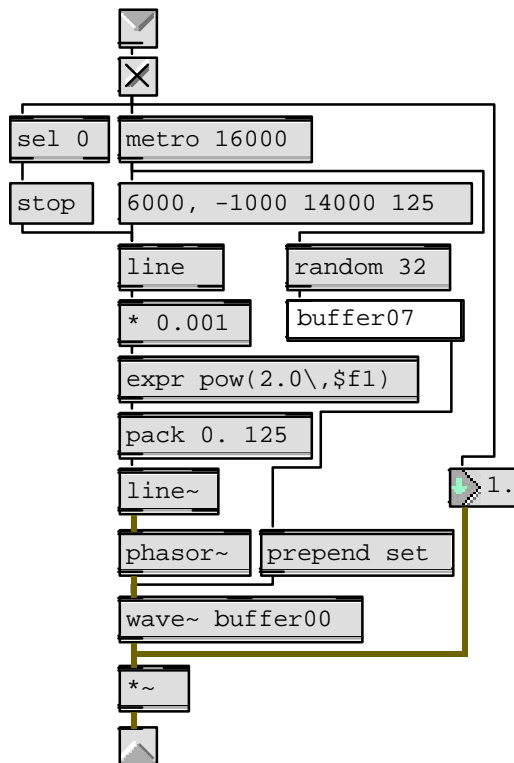 sel 0 metro 16000
stop 6000, -1000 14000 125
line random 32
* 0.001 buffer07
expr pow(2.0\,$f1)
pack 0. 125
line~ 1.
phasor~ prepend set
wave~ buffer00
*~